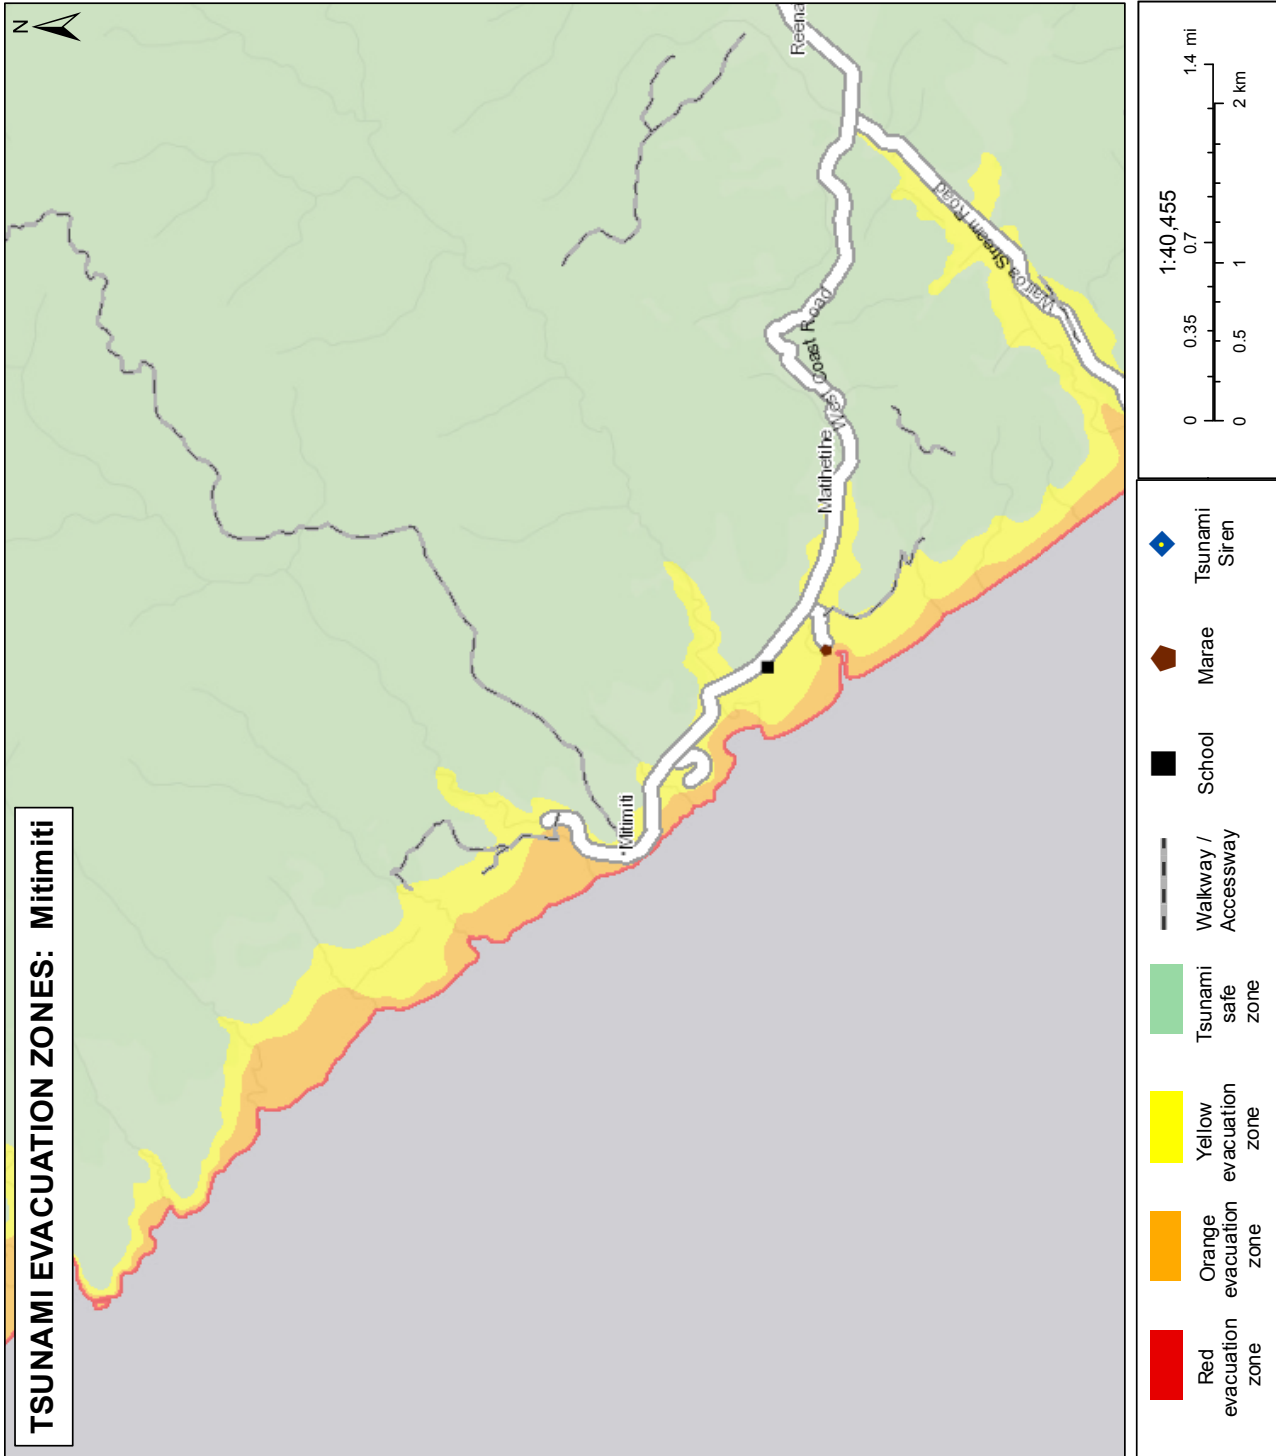 TSUNAMI EVACUATION ZONES: Mitimiti
N
Mitimiti
Matihetihe
West Coast Road
Reena
Wairoa Stream Road
Red
evacuation
zone
Orange
evacuation
zone
Yellow
evacuation
zone
Tsunami
safe
zone
Walkway /
Accessway
School
Marae
Tsunami
Siren
1:40,455
0 0.35 0.7 1.4 mi
0 0.5 1 2 km